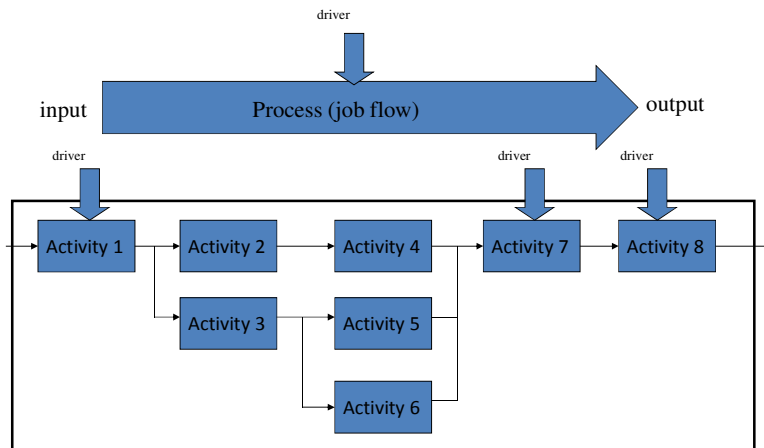 driver
input
Process (job flow)
output
driver
driver
driver
Activity 1
Activity 2
Activity 4
Activity 7
Activity 8
Activity 3
Activity 5
Activity 6